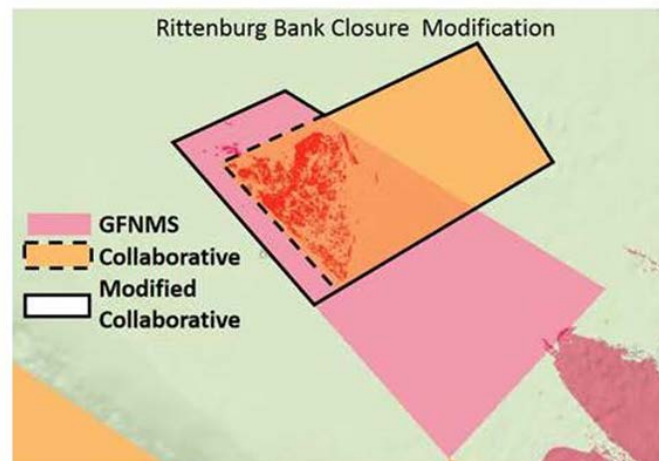 Rittenburg Bank Closure Modification
GFNMS
Collaborative
Modified
Collaborative